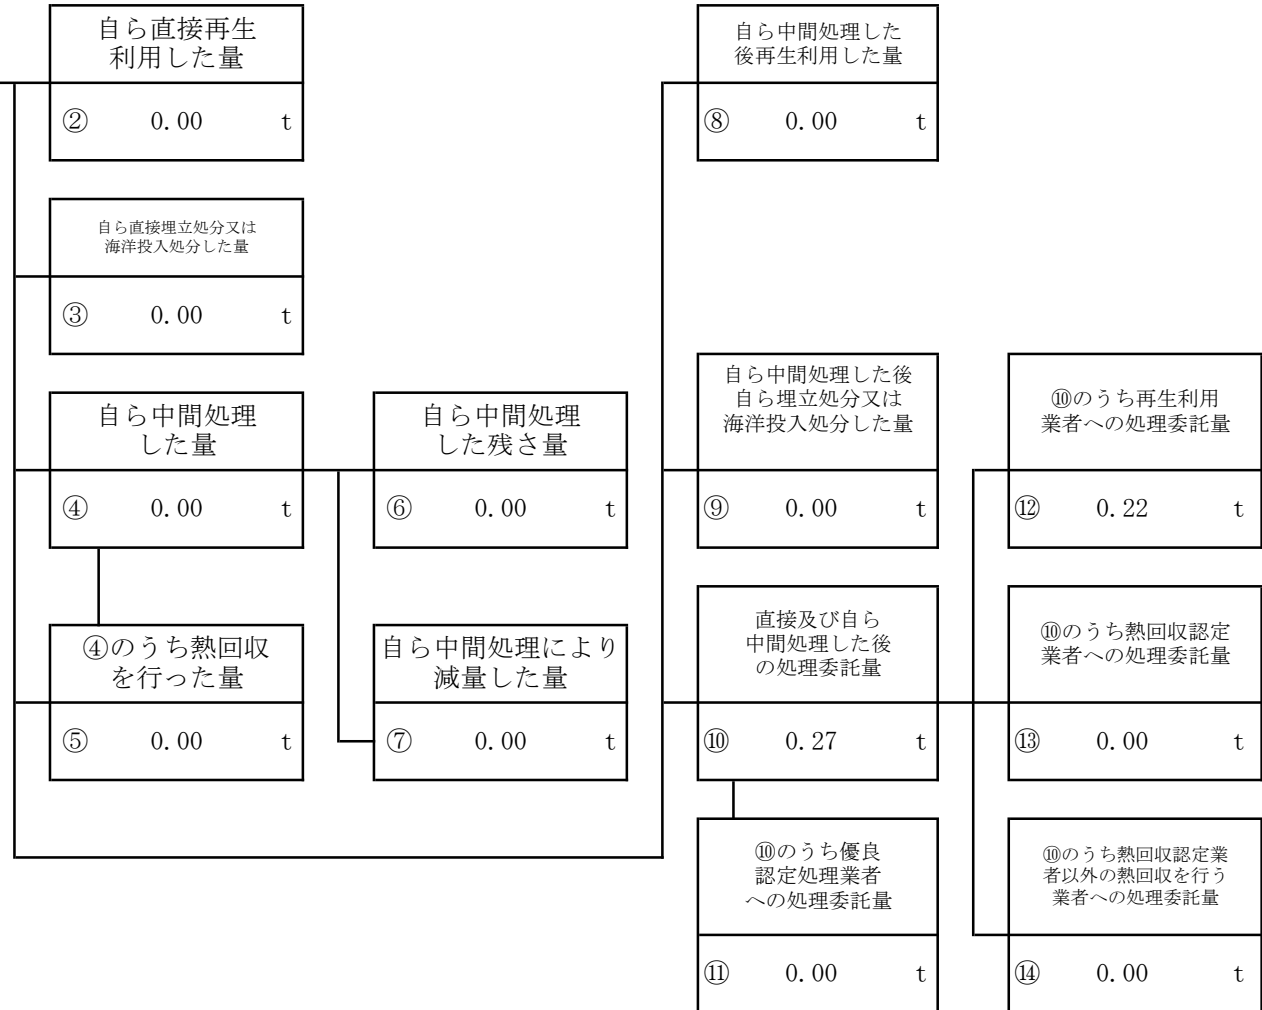 自ら直接再生
利用した量
② 0.00 t
自ら直接埋立処分又は
海洋投入処分した量
③ 0.00 t
自ら中間処理
した量
④ 0.00 t
④のうち熱回収
を行った量
⑤ 0.00 t
自ら中間処理
した残さ量
⑥ 0.00 t
自ら中間処理により
減量した量
⑦ 0.00 t
自ら中間処理した
後再生利用した量
⑧ 0.00 t
自ら中間処理した後
自ら埋立処分又は
海洋投入処分した量
⑨ 0.00 t
直接及び自ら
中間処理した後
の処理委託量
⑩ 0.27 t
⑩のうち優良
認定処理業者
への処理委託量
⑪ 0.00 t
⑩のうち再生利用
業者への処理委託量
⑫ 0.22 t
⑩のうち熱回収認定
業者への処理委託量
⑬ 0.00 t
⑩のうち熱回収認定業
者以外の熱回収を行う
業者への処理委託量
⑭ 0.00 t